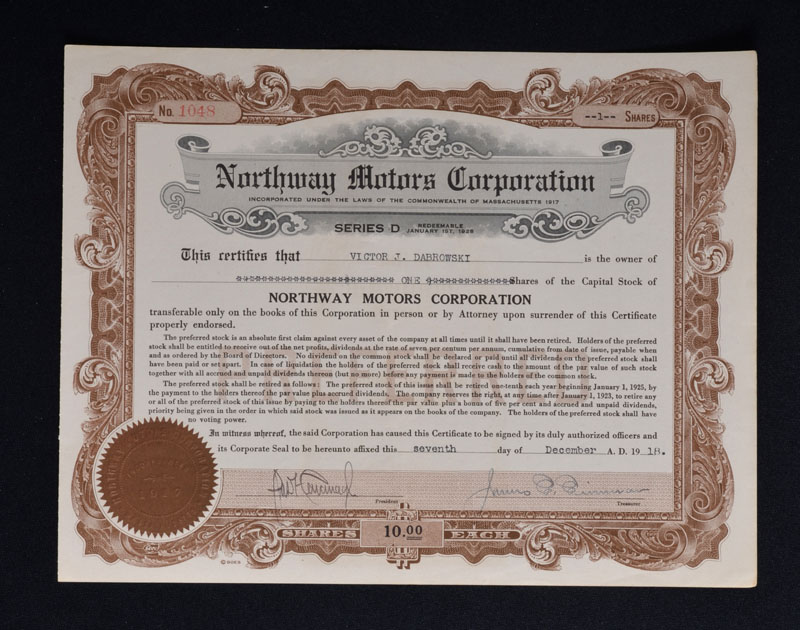 No. 1048
--1-- SHARES
Northway Motors Corporation
INCORPORATED UNDER THE LAWS OF THE COMMONWEALTH OF MASSACHUSETTS 1917
SERIES D REDEEMABLE JANUARY 1ST, 1928
This certifies that VICTOR J. DABROWSKI is the owner of
ONE Shares of the Capital Stock of
NORTHWAY MOTORS CORPORATION
transferable only on the books of this Corporation in person or by Attorney upon surrender of this Certificate
properly endorsed.
The preferred stock is an absolute first claim against every asset of the company at all times until it shall have been retired. Holders of the preferred
stock shall be entitled to receive out of the net profits, dividends at the rate of seven per centum per annum, cumulative from date of issue, payable when
and as ordered by the Board of Directors. No dividend on the common stock shall be declared or paid until all dividends on the preferred stock shall
have been paid or set apart. In case of liquidation the holders of the preferred stock shall receive cash to the amount of the par value of such stock
together with all accrued and unpaid dividends thereon (but no more) before any payment is made to the holders of the common stock.
The preferred stock shall be retired as follows: The preferred stock of this issue shall be retired one-tenth each year beginning January 1, 1925, by
the payment to the holders thereof the par value plus accrued dividends. The company reserves the right, at any time after January 1, 1923, to retire any
or all of the preferred stock of this issue by paying to the holders thereof the par value plus a bonus of five per cent and accrued and unpaid dividends,
priority being given in the order in which said stock was issued as it appears on the books of the company. The holders of the preferred stock shall have
no voting power.
In witness whereof, the said Corporation has caused this Certificate to be signed by its duly authorized officers and
its Corporate Seal to be hereunto affixed this seventh day of December A. D. 19 18.
President
Treasurer
SHARES 10.00 EACH
©GOES